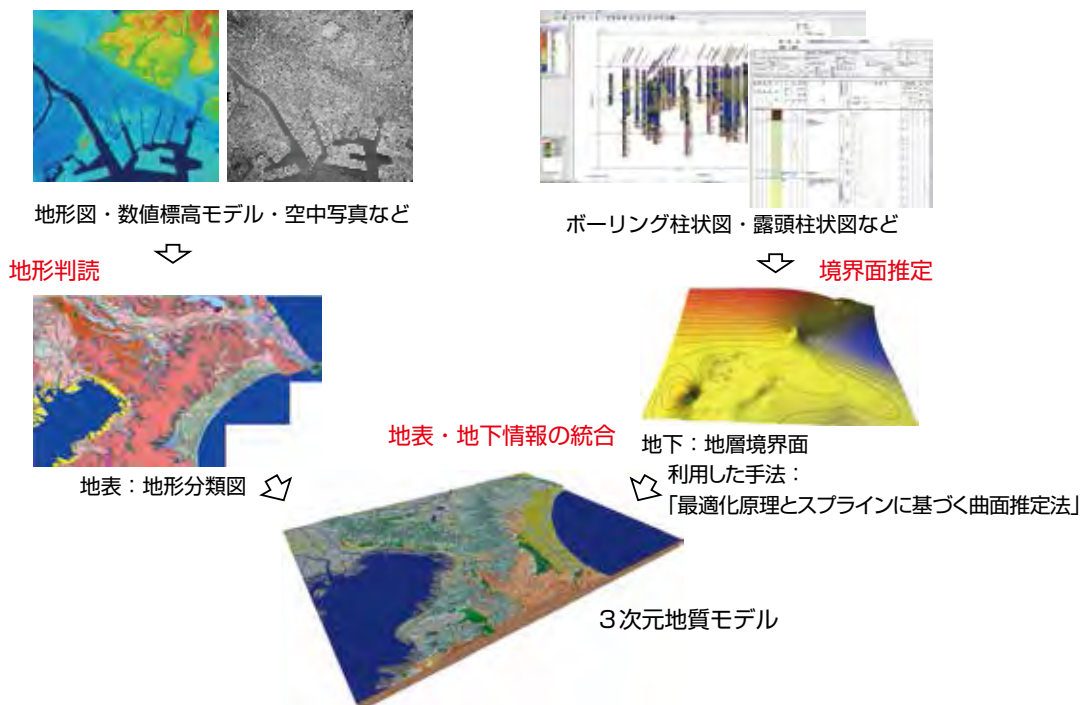 地形図・数値標高モデル・空中写真など
ボーリング柱状図・露頭柱状図など
地形判読
境界面推定
地表・地下情報の統合
地表：地形分類図
地下：地層境界面
利用した手法：
「最適化原理とスプラインに基づく曲面推定法」
３次元地質モデル